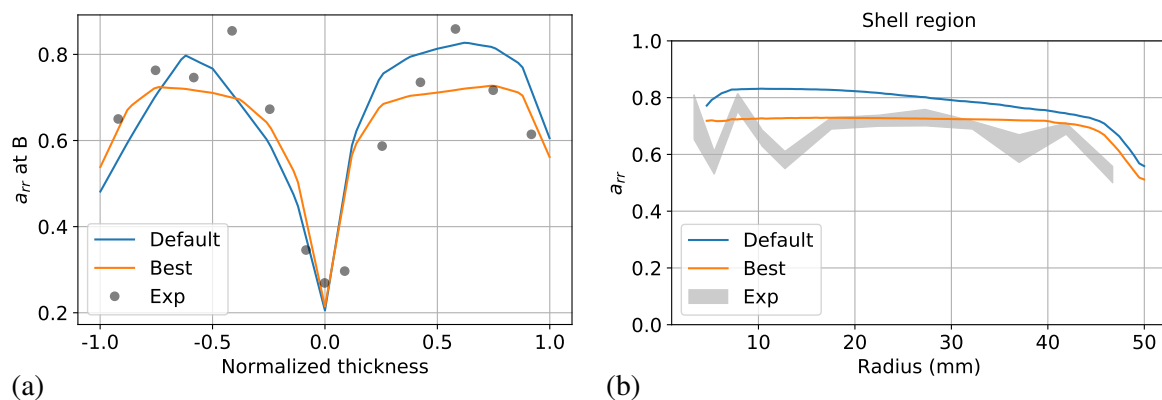 0.8
0.6
0.4
0.2
a_rr at B
Default
Best
Exp
-1.0 -0.5 0.0 0.5 1.0
Normalized thickness
(a)
Shell region
1.0
0.8
0.6
0.4
0.2
0.0
a_rr
Default
Best
Exp
10 20 30 40 50
Radius (mm)
(b)